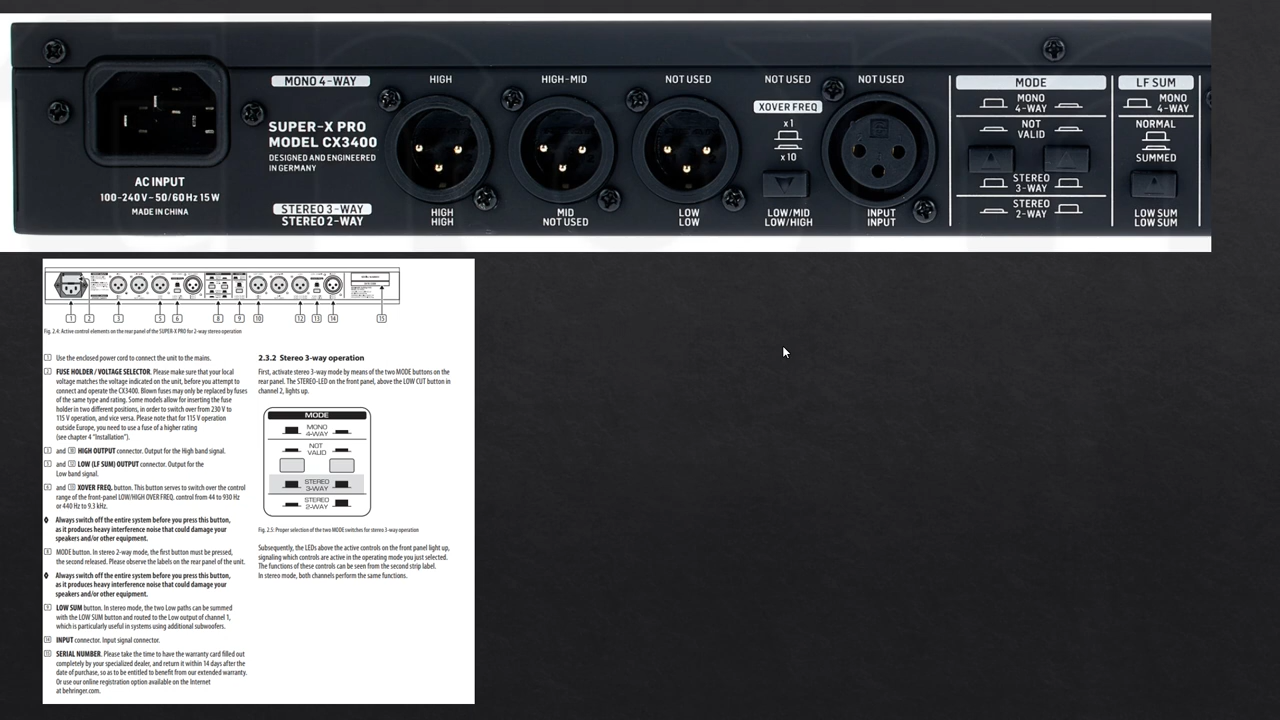 MONO 4-WAY
HIGH
HIGH-MID
NOT USED
NOT USED
NOT USED
XOVER FREQ
x1
x10
SUPER-X PRO
MODEL CX3400
DESIGNED AND ENGINEERED
IN GERMANY
AC INPUT
100-240V~50/60Hz 15W
MADE IN CHINA
STEREO 3-WAY
STEREO 2-WAY
HIGH
HIGH
MID
NOT USED
LOW
LOW
LOW/MID
LOW/HIGH
INPUT
INPUT
MODE
MONO
4-WAY
NOT
VALID
STEREO
3-WAY
STEREO
2-WAY
LF SUM
MONO
4-WAY
NORMAL
SUMMED
LOW SUM
LOW SUM
1 2 3 5 6 8 9 10 12 13 14 15
Fig. 2.4: Active control elements on the rear panel of the SUPER-X PRO for 2-way stereo operation
1 Use the enclosed power cord to connect the unit to the mains.
2 FUSE HOLDER / VOLTAGE SELECTOR. Please make sure that your local
voltage matches the voltage indicated on the unit, before you attempt to
connect and operate the CX3400. Blown fuses may only be replaced by fuses
of the same type and rating. Some models allow for inserting the fuse
holder in two different positions, in order to switch over from 230 V to
115 V operation, and vice versa. Please note that for 115 V operation
outside Europe, you need to use a fuse of a higher rating
(see chapter 4 "Installation").
3 and 10 HIGH OUTPUT connector. Output for the High band signal.
5 and 12 LOW (LF SUM) OUTPUT connector. Output for the
Low band signal.
6 and 13 XOVER FREQ. button. This button serves to switch over the control
range of the front-panel LOW/HIGH OVER FREQ. control from 44 to 930 Hz
or 440 Hz to 9.3 kHz.
Always switch off the entire system before you press this button,
as it produces heavy interference noise that could damage your
speakers and/or other equipment.
8 MODE button. In stereo 2-way mode, the first button must be pressed,
the second released. Please observe the labels on the rear panel of the unit.
Always switch off the entire system before you press this button,
as it produces heavy interference noise that could damage your
speakers and/or other equipment.
9 LOW SUM button. In stereo mode, the two Low paths can be summed
with the LOW SUM button and routed to the Low output of channel 1,
which is particularly useful in systems using additional subwoofers.
14 INPUT connector. Input signal connector.
15 SERIAL NUMBER. Please take the time to have the warranty card filled out
completely by your specialized dealer, and return it within 14 days after the
date of purchase, so as to be entitled to benefit from our extended warranty.
Or use our online registration option available on the Internet
at behringer.com.
2.3.2 Stereo 3-way operation
First, activate stereo 3-way mode by means of the two MODE buttons on the
rear panel. The STEREO-LED on the front panel, above the LOW CUT button in
channel 2, lights up.
MODE
MONO
4-WAY
NOT
VALID
STEREO
3-WAY
STEREO
2-WAY
Fig. 2.5: Proper selection of the two MODE switches for stereo 3-way operation
Subsequently, the LEDs above the active controls on the front panel light up,
signaling which controls are active in the operating mode you just selected.
The functions of these controls can be seen from the second strip label.
In stereo mode, both channels perform the same functions.